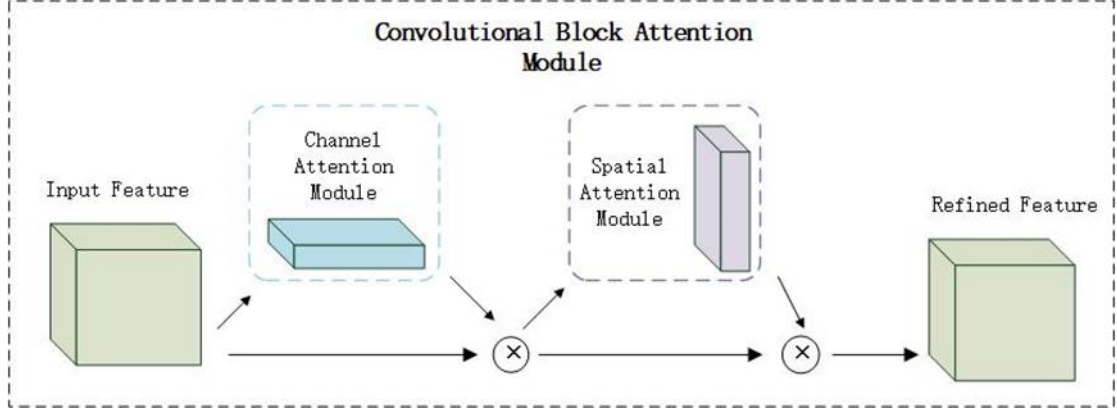 Convolutional Block Attention
Module
Channel
Attention
Module
Spatial
Attention
Module
Input Feature
Refined Feature